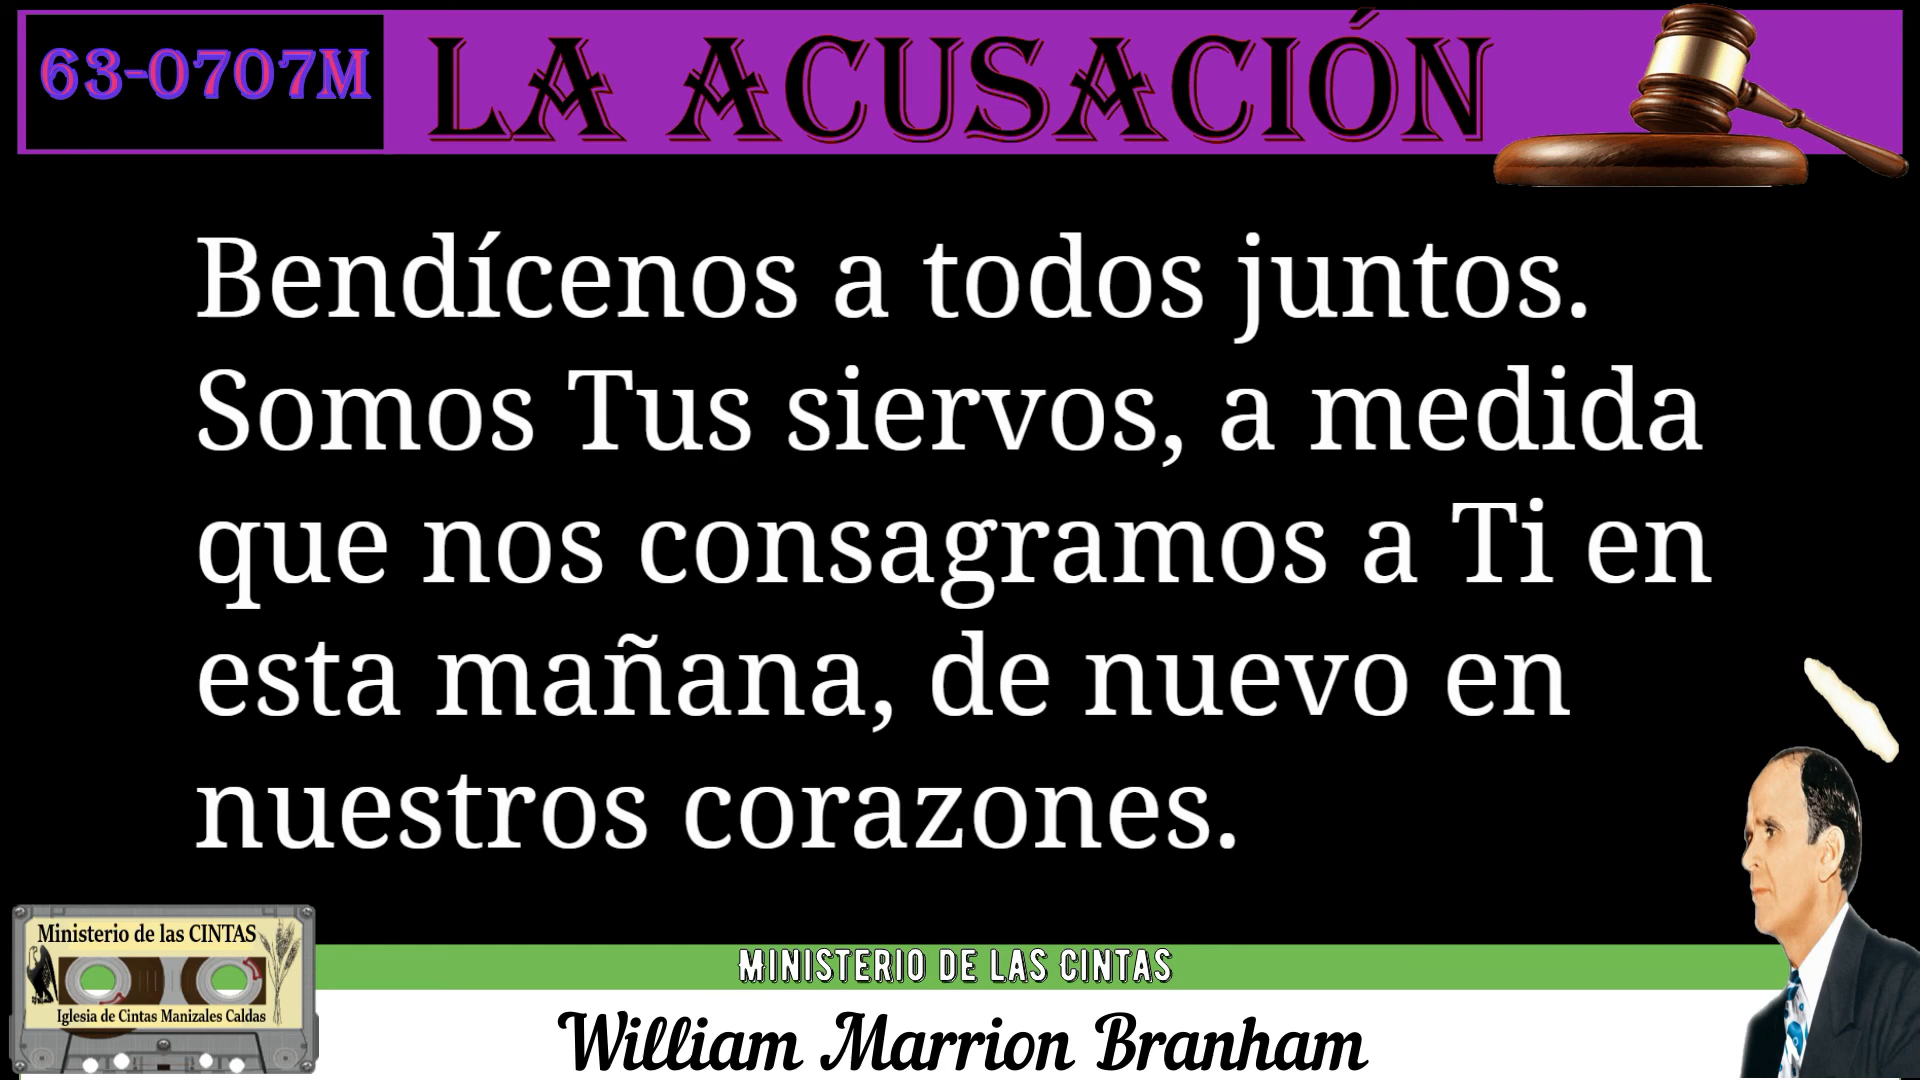 63-0707M
LA ACUSACIÓN
Bendícenos a todos juntos.
Somos Tus siervos, a medida
que nos consagramos a Ti en
esta mañana, de nuevo en
nuestros corazones.
Ministerio de las CINTAS
Iglesia de Cintas Manizales Caldas
MINISTERIO DE LAS CINTAS
William Marrion Branham